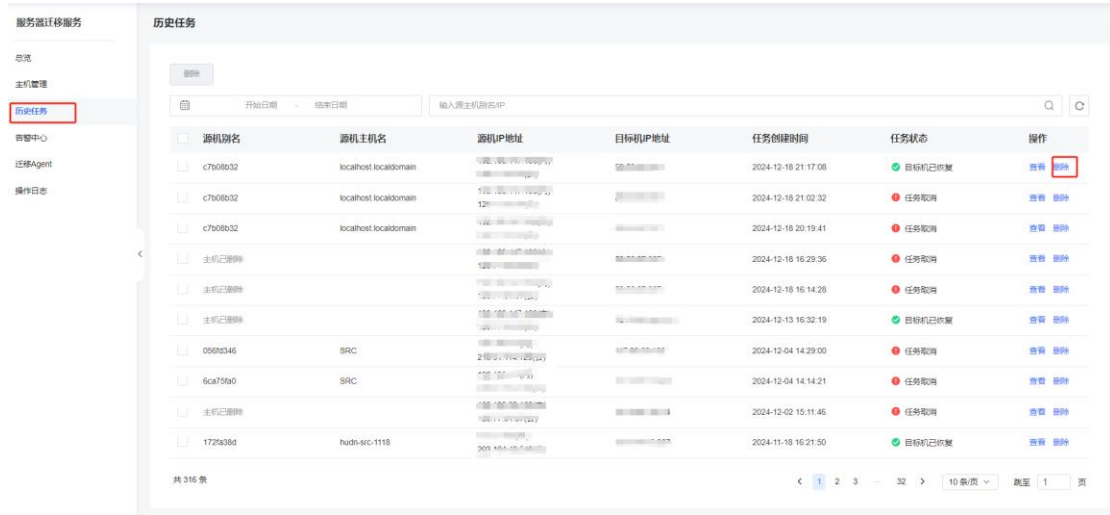 服务器迁移服务
历史任务
总览
主机管理
历史任务
告警中心
迁移Agent
操作日志
删除
开始日期 - 结束日期 输入源主机别名/IP
源机别名 源机主机名 源机IP地址 目标机IP地址 任务创建时间 任务状态 操作
c7b08b32 localhost.localdomain 2024-12-18 21:17:08 目标机已恢复 查看 删除
c7b08b32 localhost.localdomain 2024-12-18 21:02:32 任务取消 查看 删除
c7b08b32 localhost.localdomain 2024-12-18 20:19:41 任务取消 查看 删除
主机已删除 2024-12-18 16:29:36 任务取消 查看 删除
主机已删除 2024-12-18 16:14:28 任务取消 查看 删除
主机已删除 2024-12-13 16:32:19 目标机已恢复 查看 删除
056fd346 SRC 2024-12-04 14:29:00 任务取消 查看 删除
6ca75fa0 SRC 2024-12-04 14:14:21 任务取消 查看 删除
主机已删除 2024-12-02 15:11:46 任务取消 查看 删除
172fa38d hudn-src-1118 2024-11-18 16:21:50 目标机已恢复 查看 删除
共 316 条 < 1 2 3 ··· 32 > 10 条/页 跳至 1 页